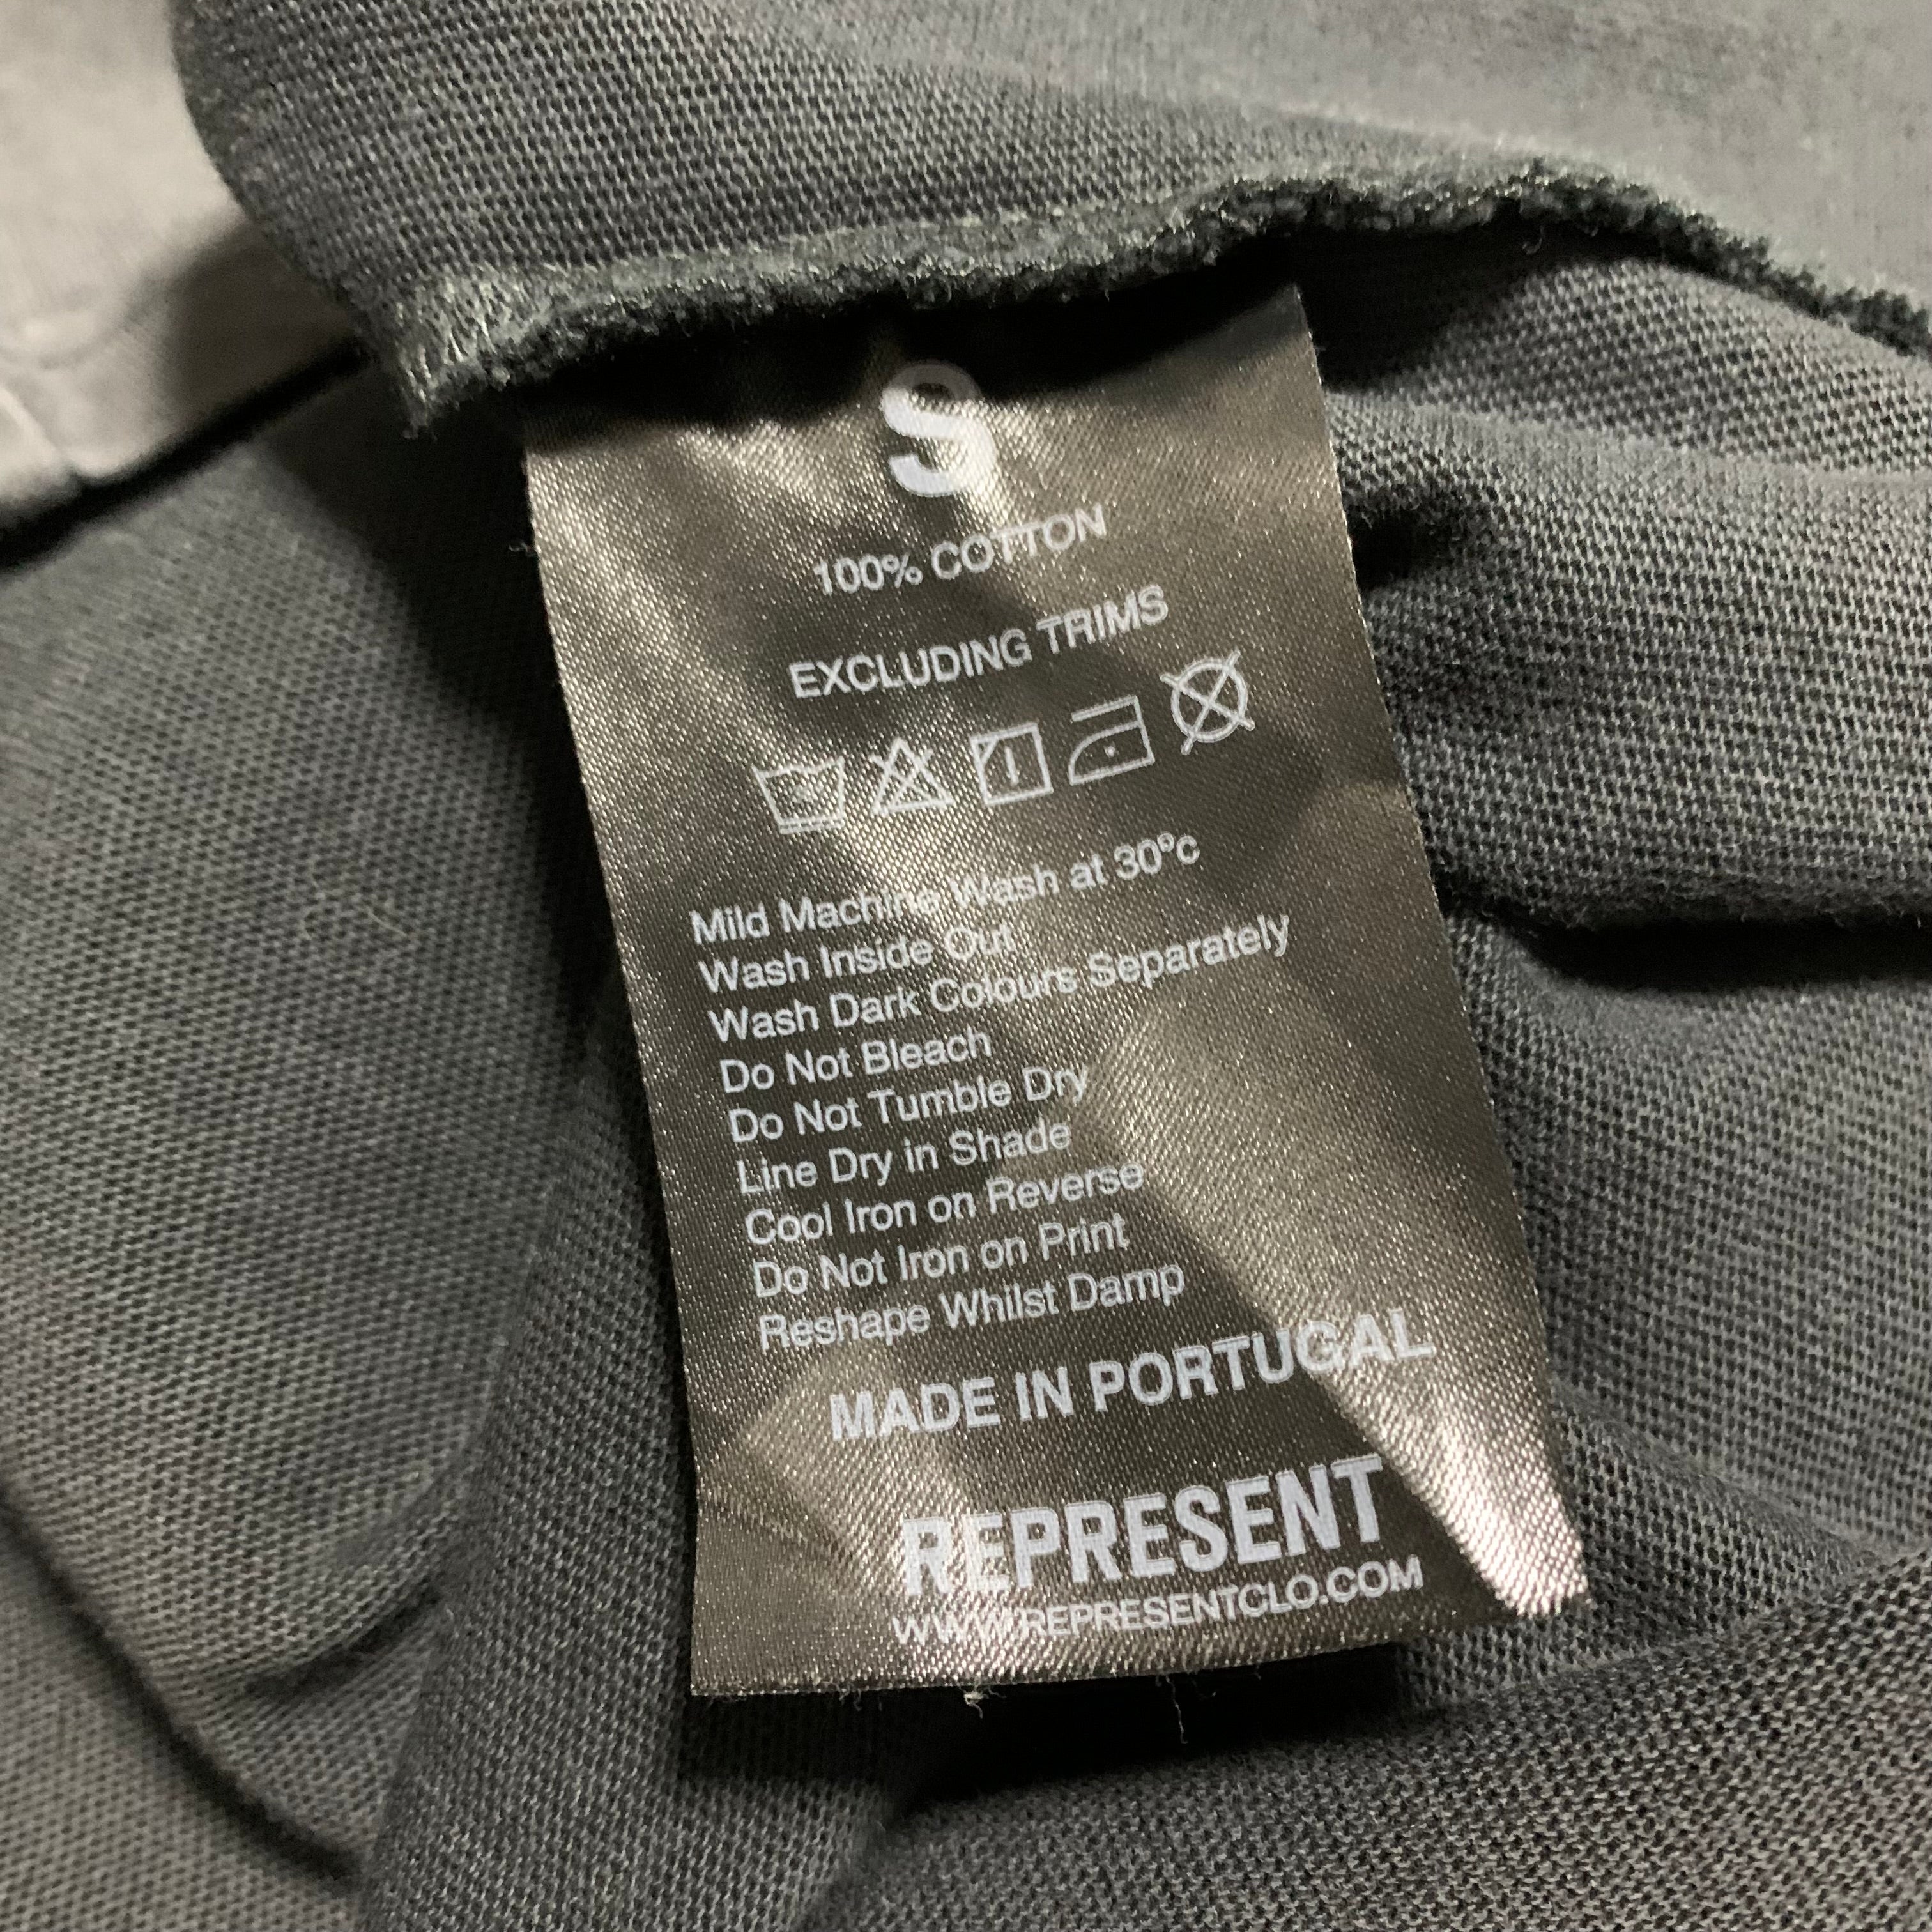 S
100% COTTON
EXCLUDING TRIMS
Mild Machine Wash at 30ºc
Wash Inside Out
Wash Dark Colours Separately
Do Not Bleach
Do Not Tumble Dry
Line Dry in Shade
Cool Iron on Reverse
Do Not Iron on Print
Reshape Whilst Damp
MADE IN PORTUGAL
REPRESENT
WWW.REPRESENTCLO.COM